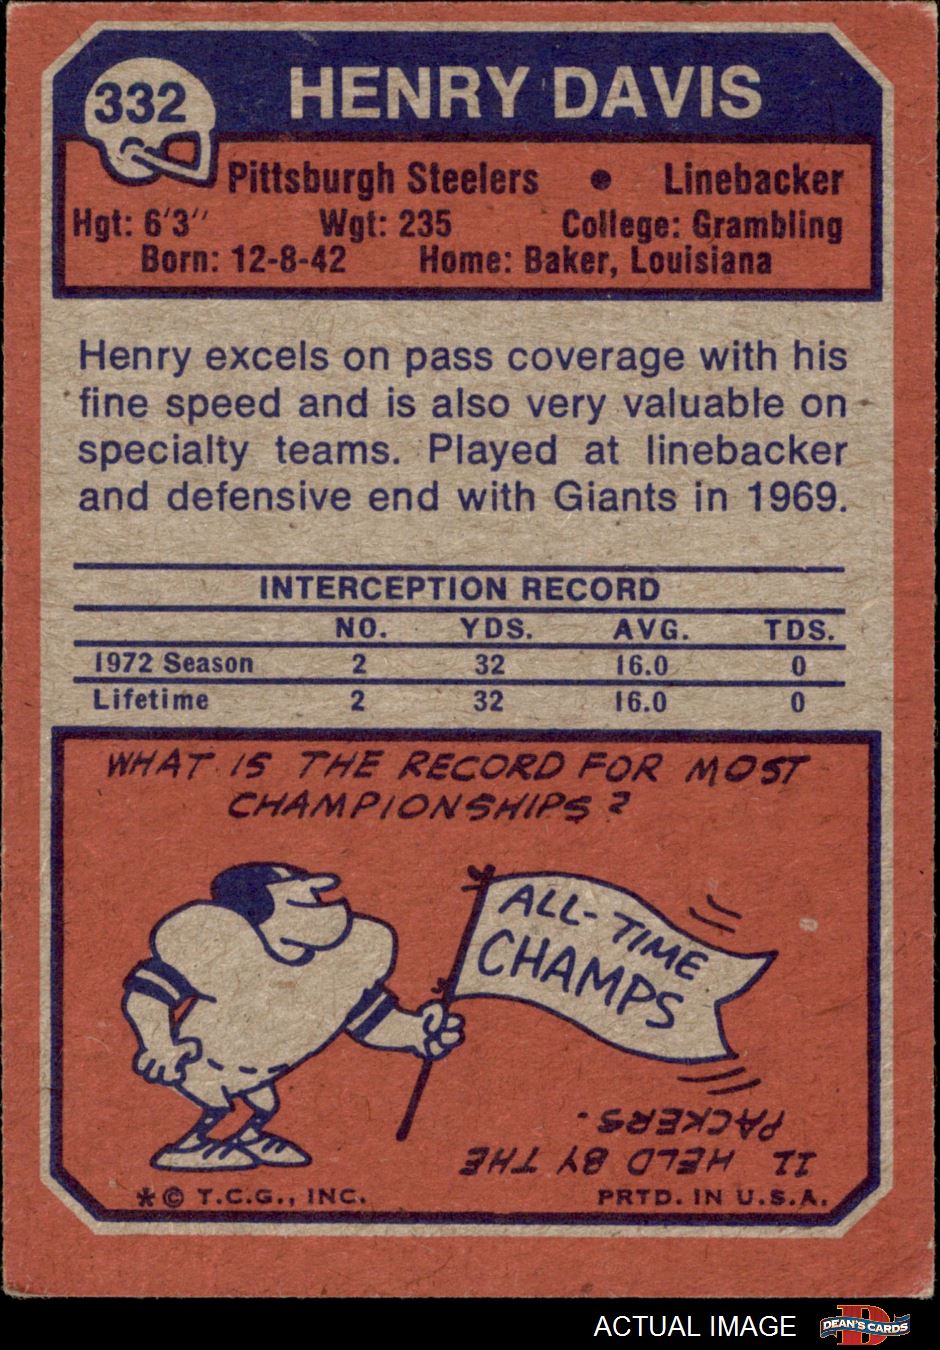 332
HENRY DAVIS
Pittsburgh Steelers • Linebacker
Hgt: 6'3'' Wgt: 235 College: Grambling
Born: 12-8-42 Home: Baker, Louisiana
Henry excels on pass coverage with his
fine speed and is also very valuable on
specialty teams. Played at linebacker
and defensive end with Giants in 1969.
INTERCEPTION RECORD
NO. YDS. AVG. TDS.
1972 Season 2 32 16.0 0
Lifetime 2 32 16.0 0
WHAT IS THE RECORD FOR MOST
CHAMPIONSHIPS?
ALL-TIME
CHAMPS
11 HELD BY THE
PACKERS.
* © T.C.G., INC. PRTD. IN U.S.A.
ACTUAL IMAGE
D
DEAN'S CARDS